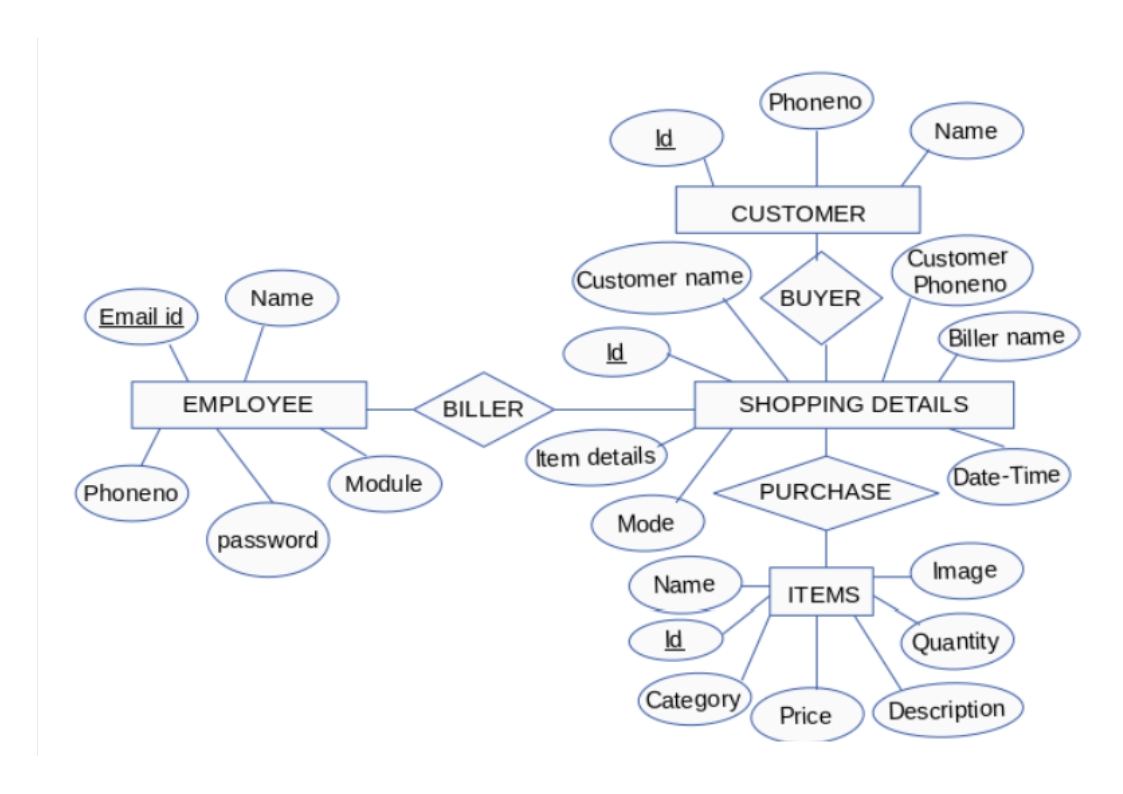 Phoneno
Id
Name
CUSTOMER
Customer name
BUYER
Customer
Phoneno
Name
Email id
Biller name
Id
EMPLOYEE
BILLER
SHOPPING DETAILS
Item details
Date-Time
Phoneno
Module
PURCHASE
password
Mode
Name
Image
ITEMS
Id
Quantity
Category
Price
Description